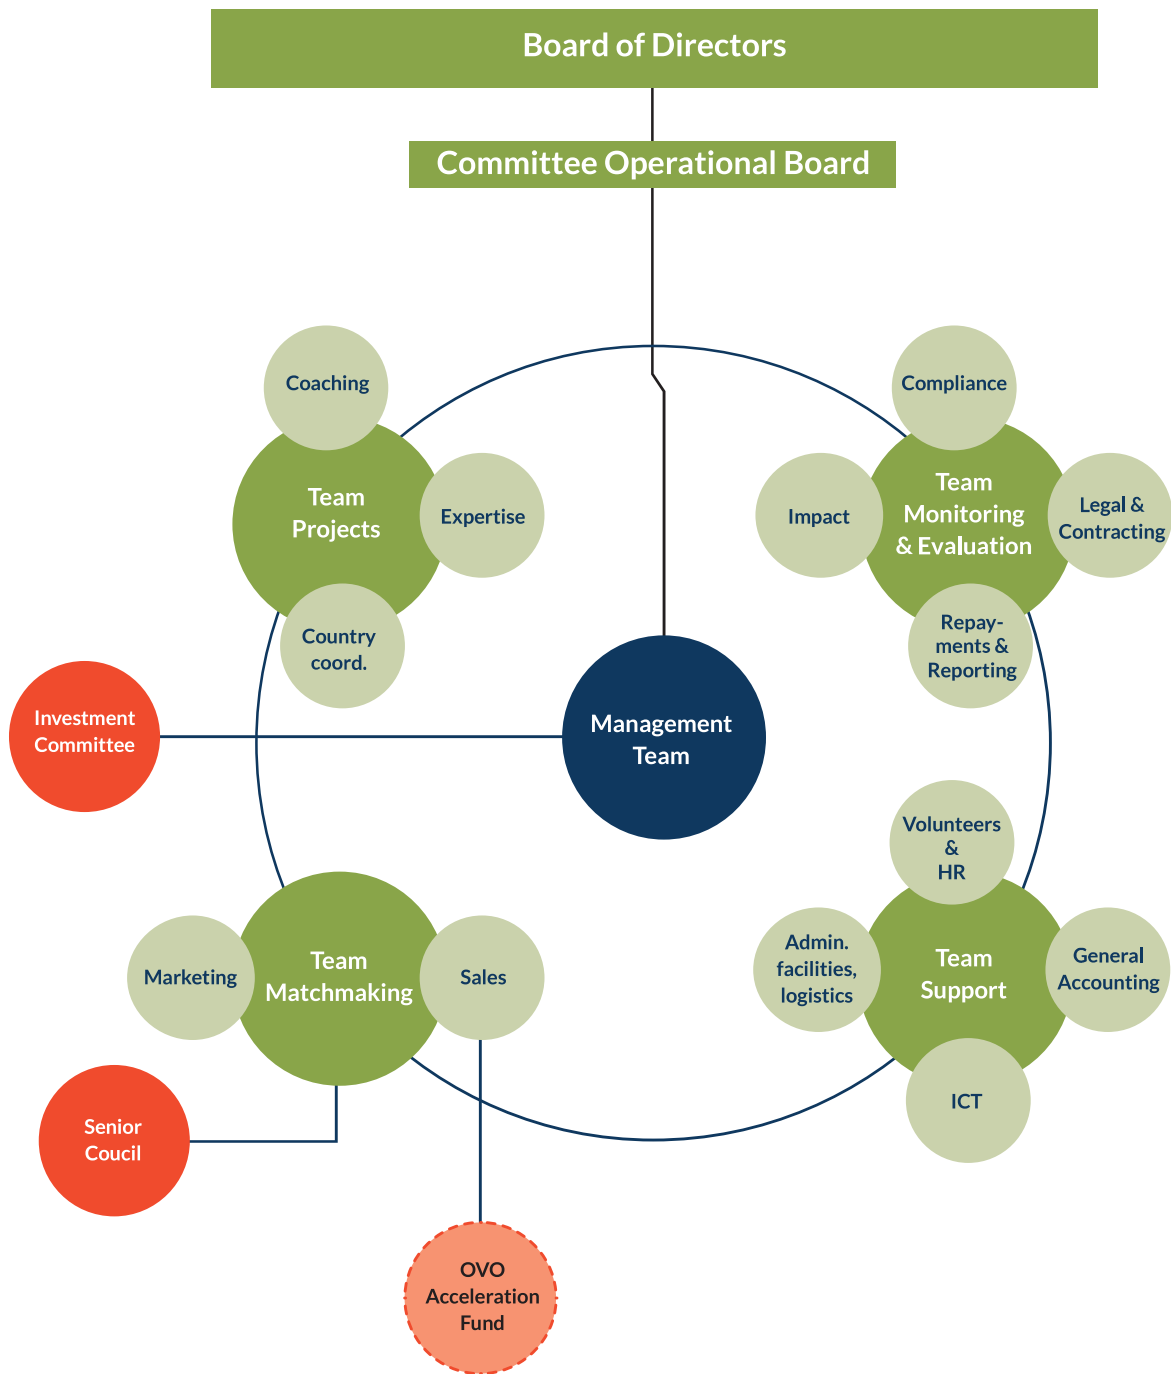 Board of Directors
Committee Operational Board
Coaching
Team
Projects
Expertise
Country
coord.
Compliance
Impact
Team
Monitoring
& Evaluation
Legal &
Contracting
Repay-
ments &
Reporting
Investment
Committee
Management
Team
Volunteers
&
HR
Marketing
Team
Matchmaking
Sales
Admin.
facilities,
logistics
Team
Support
General
Accounting
ICT
Senior
Coucil
OVO
Acceleration
Fund